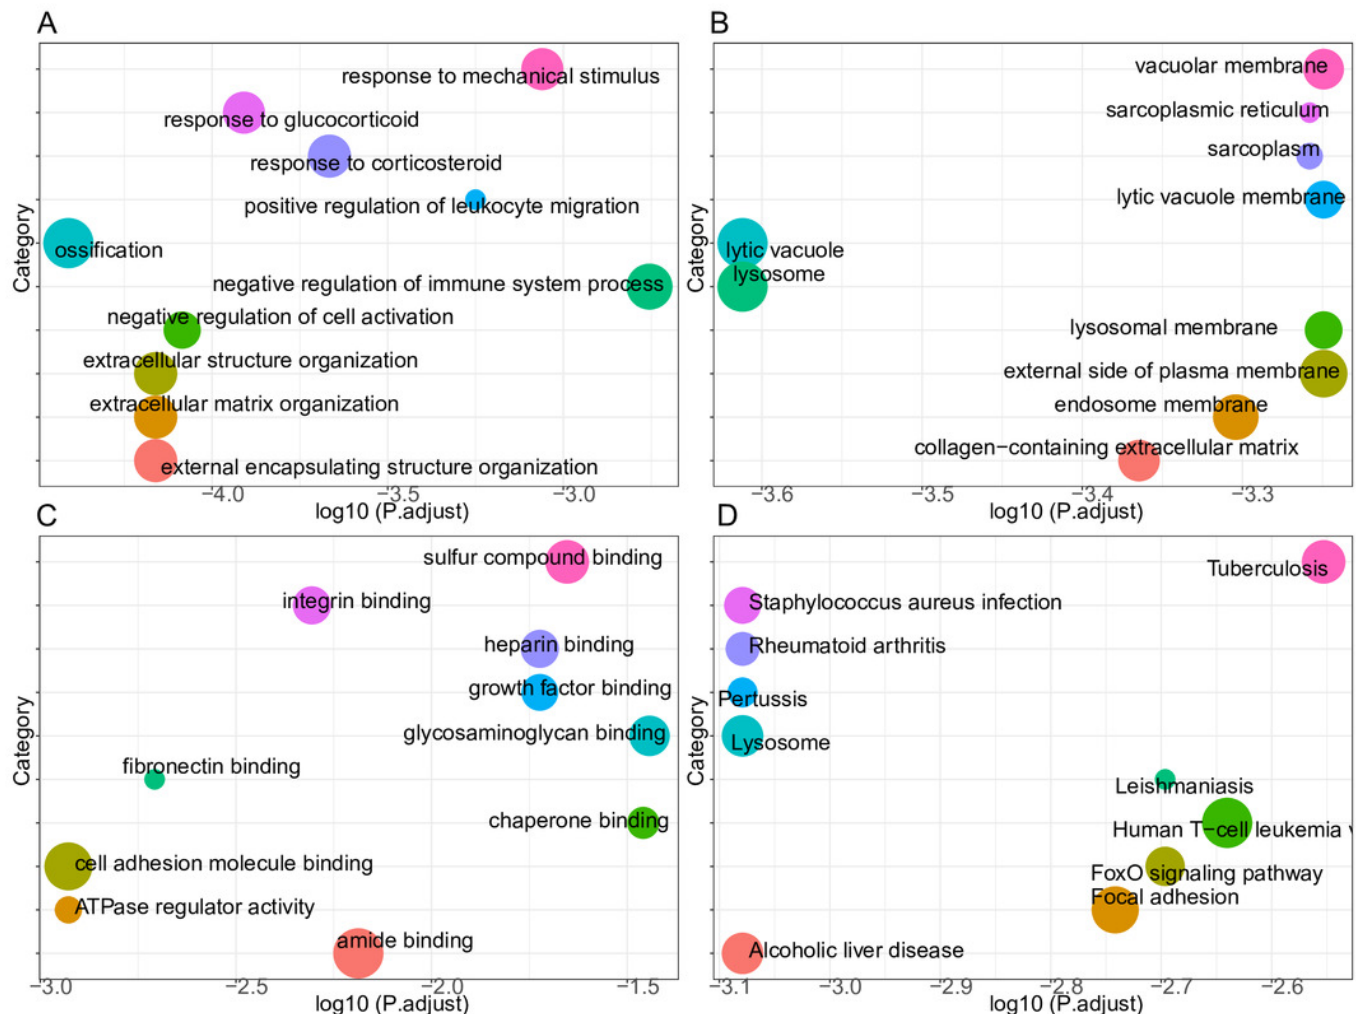 A
Category
response to mechanical stimulus
response to glucocorticoid
response to corticosteroid
positive regulation of leukocyte migration
ossification
negative regulation of immune system process
negative regulation of cell activation
extracellular structure organization
extracellular matrix organization
external encapsulating structure organization
−4.0 −3.5 −3.0
log10 (P.adjust)
B
Category
vacuolar membrane
sarcoplasmic reticulum
sarcoplasm
lytic vacuole membrane
lytic vacuole
lysosome
lysosomal membrane
external side of plasma membrane
endosome membrane
collagen−containing extracellular matrix
−3.6 −3.5 −3.4 −3.3
log10 (P.adjust)
C
Category
sulfur compound binding
integrin binding
heparin binding
growth factor binding
glycosaminoglycan binding
fibronectin binding
chaperone binding
cell adhesion molecule binding
ATPase regulator activity
amide binding
−3.0 −2.5 −2.0 −1.5
log10 (P.adjust)
D
Category
Tuberculosis
Staphylococcus aureus infection
Rheumatoid arthritis
Pertussis
Lysosome
Leishmaniasis
Human T−cell leukemia
FoxO signaling pathway
Focal adhesion
Alcoholic liver disease
−3.1 −3.0 −2.9 −2.8 −2.7 −2.6
log10 (P.adjust)